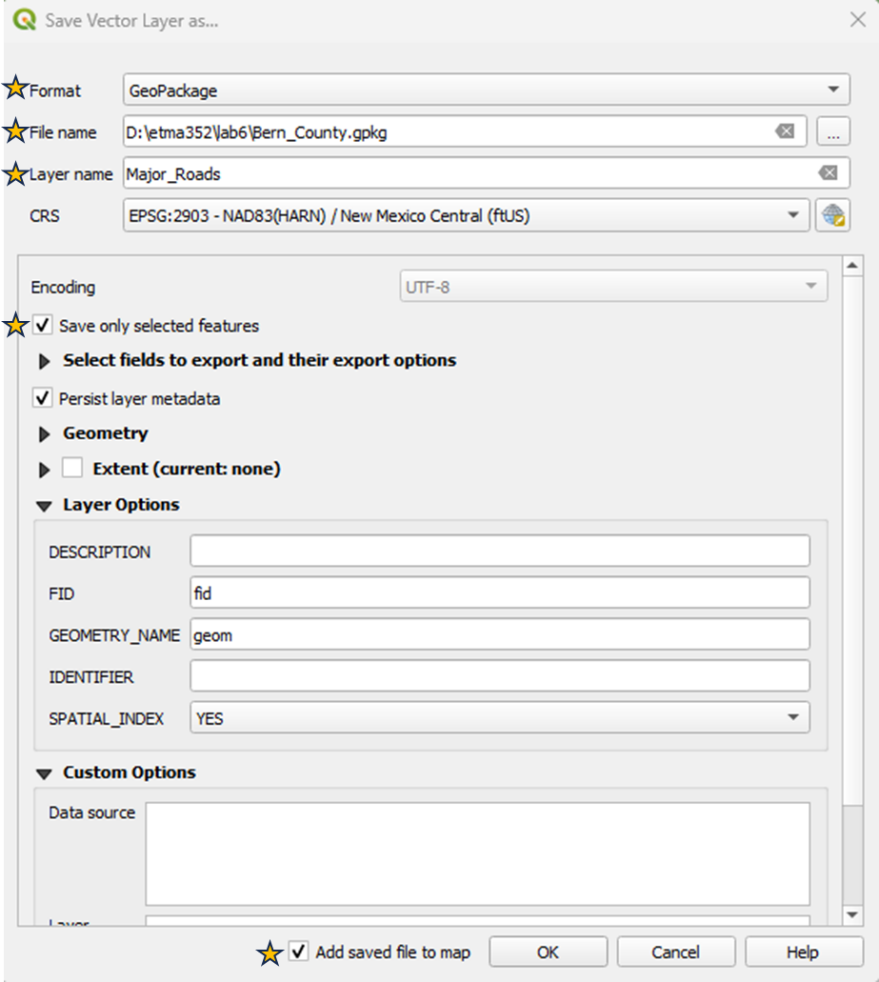 Save Vector Layer as...
Format GeoPackage
File name D:\etma352\lab6\Bern_County.gpkg ...
Layer name Major_Roads
CRS EPSG:2903 - NAD83(HARN) / New Mexico Central (ftUS)
Encoding UTF-8
Save only selected features
Select fields to export and their export options
Persist layer metadata
Geometry
Extent (current: none)
Layer Options
DESCRIPTION
FID fid
GEOMETRY_NAME geom
IDENTIFIER
SPATIAL_INDEX YES
Custom Options
Data source
Layer
Add saved file to map OK Cancel Help